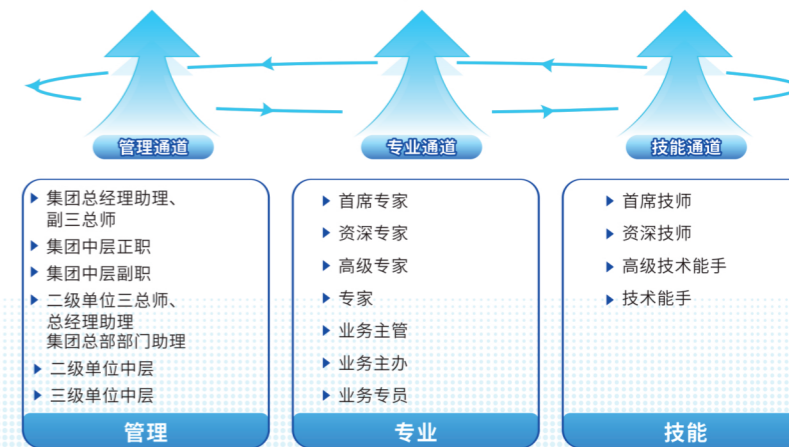 管理通道
专业通道
技能通道
集团总经理助理、
副三总师
集团中层正职
集团中层副职
二级单位三总师、
总经理助理
集团总部部门助理
二级单位中层
三级单位中层
管理
首席专家
资深专家
高级专家
专家
业务主管
业务主办
业务专员
专业
首席技师
资深技师
高级技术能手
技术能手
技能